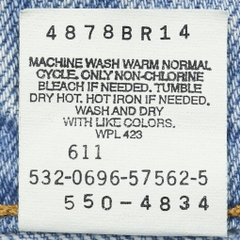 4878BR14
MACHINE WASH WARM NORMAL
CYCLE. ONLY NON-CHLORINE
BLEACH IF NEEDED. TUMBLE
DRY HOT. HOT IRON IF NEEDED.
WASH AND DRY
WITH LIKE COLORS.
WPL 423
611
532-0696-57562-5
550-4834